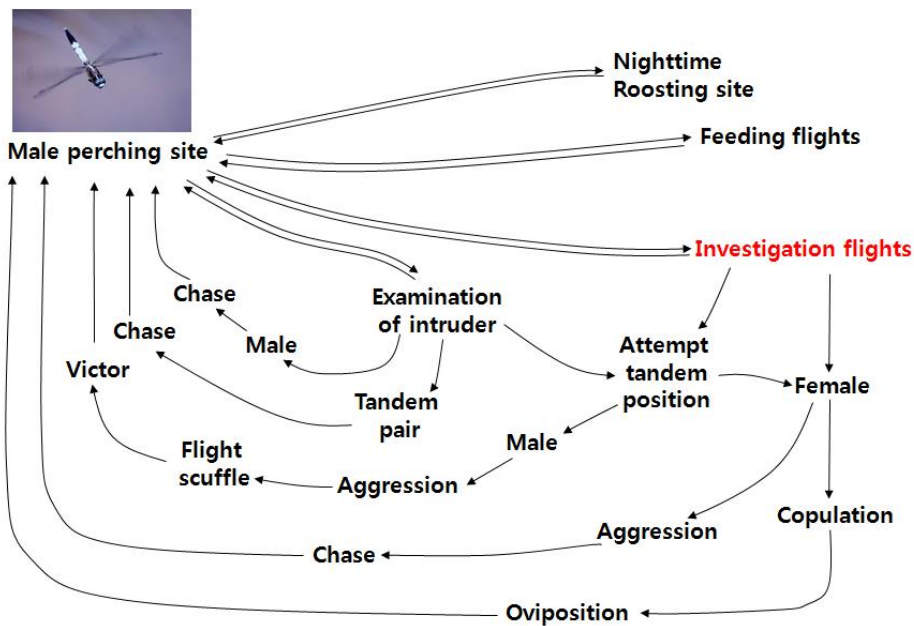 Nighttime
Roosting site
Feeding flights
Male perching site
Investigation flights
Chase
Examination
of intruder
Chase
Male
Attempt
tandem
position
Victor
Female
Tandem
pair
Male
Flight
scuffle
Aggression
Copulation
Aggression
Chase
Oviposition